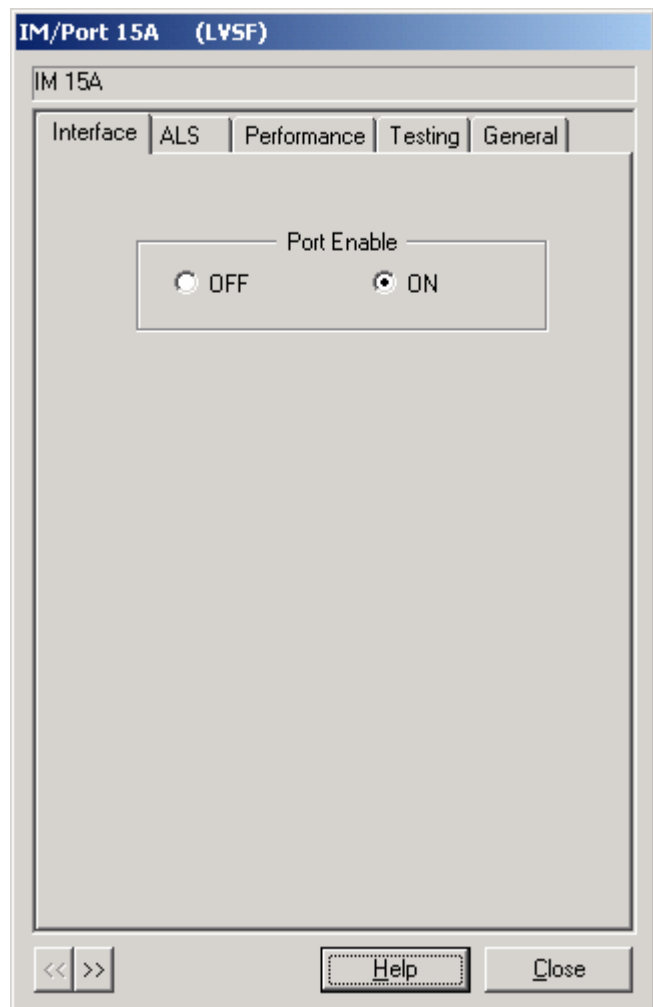 IM/Port 15A (LVSF)
IM 15A
Interface ALS Performance Testing General
Port Enable
OFF ON
<< >> Help Close